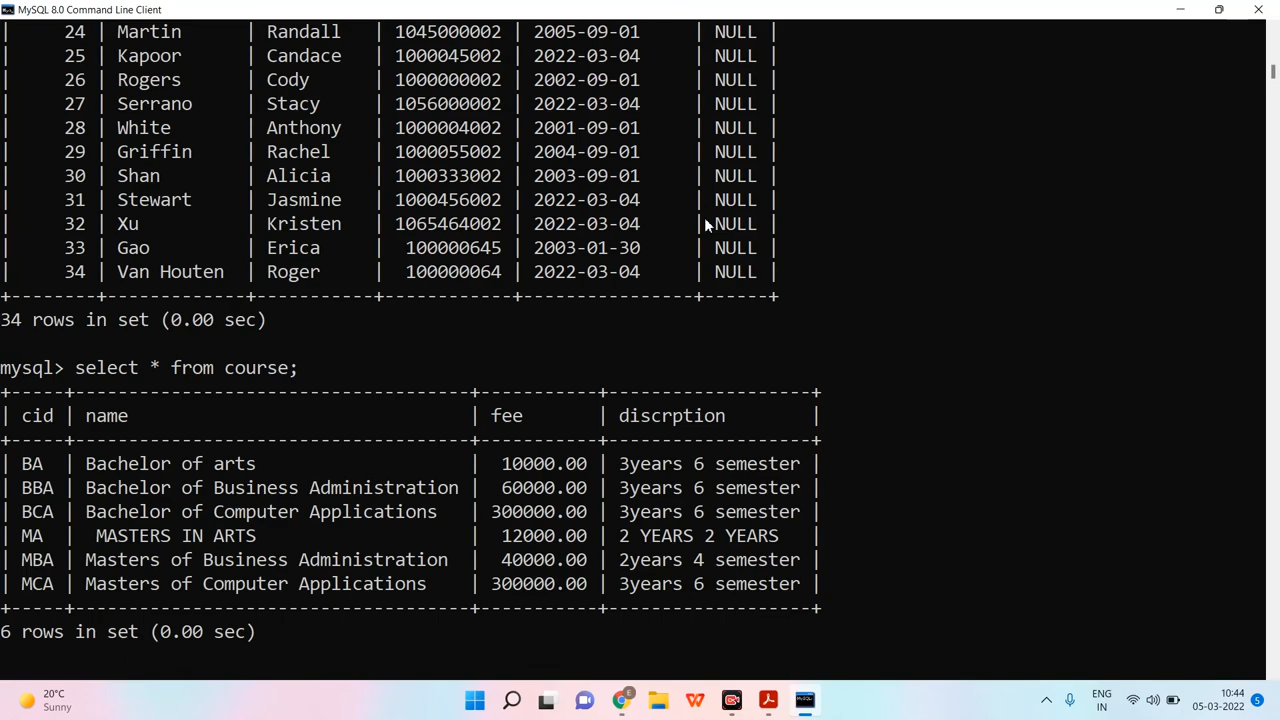 MySQL 8.0 Command Line Client
|     24 | Martin      | Randall   | 1045000002 | 2005-09-01     | NULL |
|     25 | Kapoor      | Candace   | 1000045002 | 2022-03-04     | NULL |
|     26 | Rogers      | Cody      | 1000000002 | 2002-09-01     | NULL |
|     27 | Serrano     | Stacy     | 1056000002 | 2022-03-04     | NULL |
|     28 | White       | Anthony   | 1000004002 | 2001-09-01     | NULL |
|     29 | Griffin     | Rachel    | 1000055002 | 2004-09-01     | NULL |
|     30 | Shan        | Alicia    | 1000333002 | 2003-09-01     | NULL |
|     31 | Stewart     | Jasmine   | 1000456002 | 2022-03-04     | NULL |
|     32 | Xu          | Kristen   | 1065464002 | 2022-03-04     | NULL |
|     33 | Gao         | Erica     |  100000645 | 2003-01-30     | NULL |
|     34 | Van Houten  | Roger     |  100000064 | 2022-03-04     | NULL |
+--------+-------------+-----------+------------+----------------+------+
34 rows in set (0.00 sec)
mysql> select * from course;
+-----+-------------------------------------+-----------+-------------------+
| cid | name                                | fee       | discrption        |
+-----+-------------------------------------+-----------+-------------------+
| BA  | Bachelor of arts                    |  10000.00 | 3years 6 semester |
| BBA | Bachelor of Business Administration |  60000.00 | 3years 6 semester |
| BCA | Bachelor of Computer Applications   | 300000.00 | 3years 6 semester |
| MA  |  MASTERS IN ARTS                    |  12000.00 | 2 YEARS 2 YEARS   |
| MBA | Masters of Business Administration  |  40000.00 | 2years 4 semester |
| MCA | Masters of Computer Applications    | 300000.00 | 3years 6 semester |
+-----+-------------------------------------+-----------+-------------------+
6 rows in set (0.00 sec)
20°C
Sunny
ENG
IN
10:44
05-03-2022
5